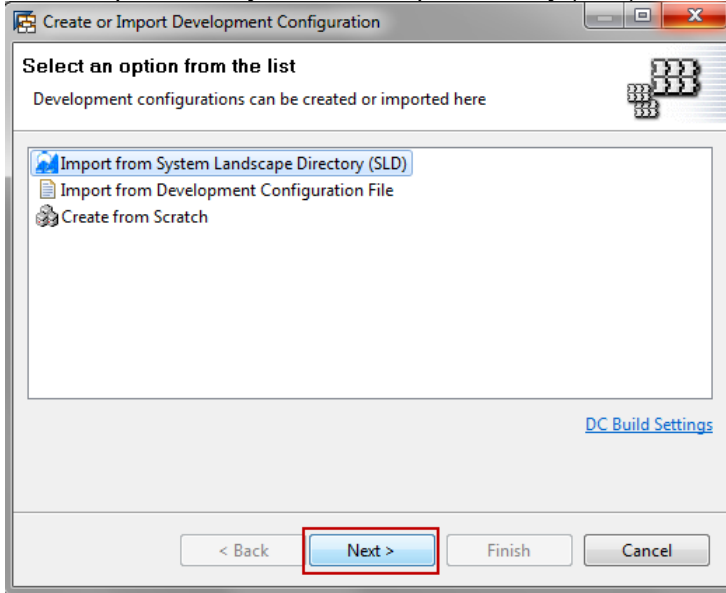 Create or Import Development Configuration
Select an option from the list
Development configurations can be created or imported here
Import from System Landscape Directory (SLD)
Import from Development Configuration File
Create from Scratch
DC Build Settings
< Back Next > Finish Cancel